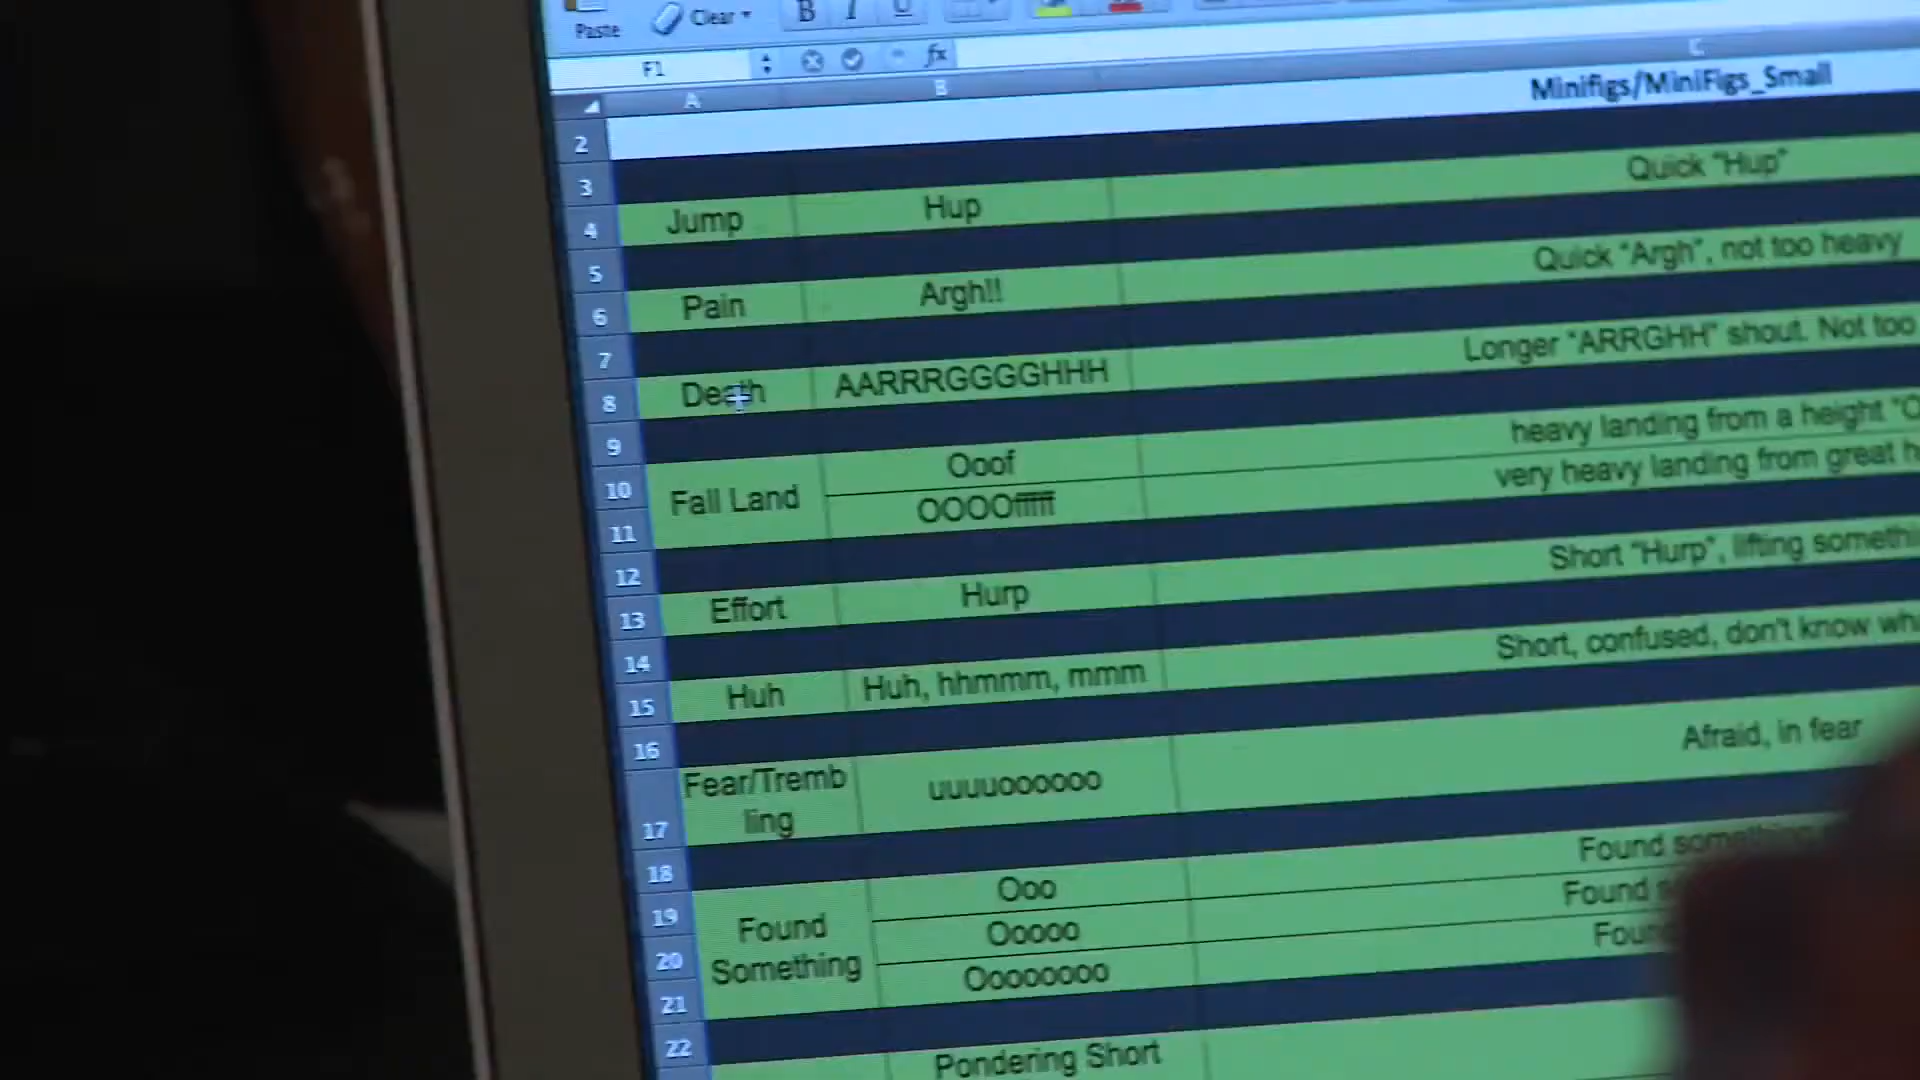 Paste
Clear
B I U
F1
fx
A B C
2 Minifigs/MiniFigs_Small
3
4 Jump Hup Quick "Hup"
5
6 Pain Argh!! Quick "Argh", not too heavy
7
8 Death AARRRGGGGHHH Longer "ARRGHH" shout. Not too
9
10 Fall Land Ooof heavy landing from a height
11 OOOOfffff very heavy landing from great
12
13 Effort Hurp Short "Hurp", lifting
14
15 Huh Huh, hhmmm, mmm Short, confused, don't know
16
17 Fear/Tremb
ling uuuuoooooo Afraid, in fear
18
19 Found
Something Ooo Found something
20 Ooooo Found
21 Oooooooo
22
Pondering Short